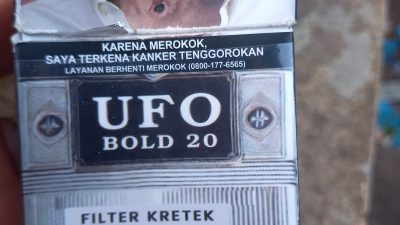 KARENA MEROKOK,
SAYA TERKENA KANKER TENGGOROKAN
LAYANAN BERHENTI MEROKOK (0800-177-6565)
UFO
BOLD 20
FILTER KRETEK